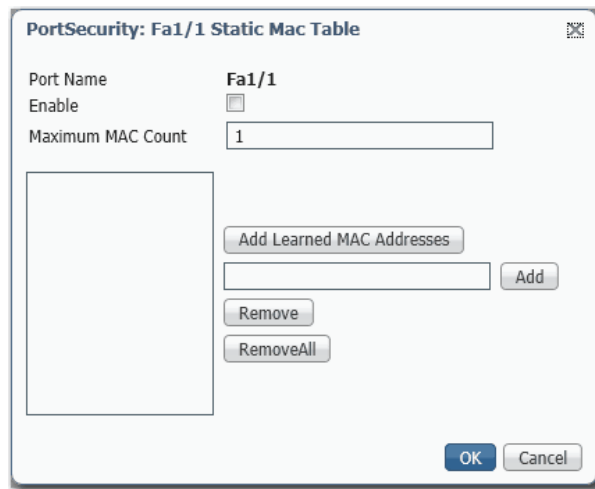 PortSecurity: Fa1/1 Static Mac Table
Port Name Fa1/1
Enable
Maximum MAC Count 1
Add Learned MAC Addresses
Add
Remove
RemoveAll
OK Cancel